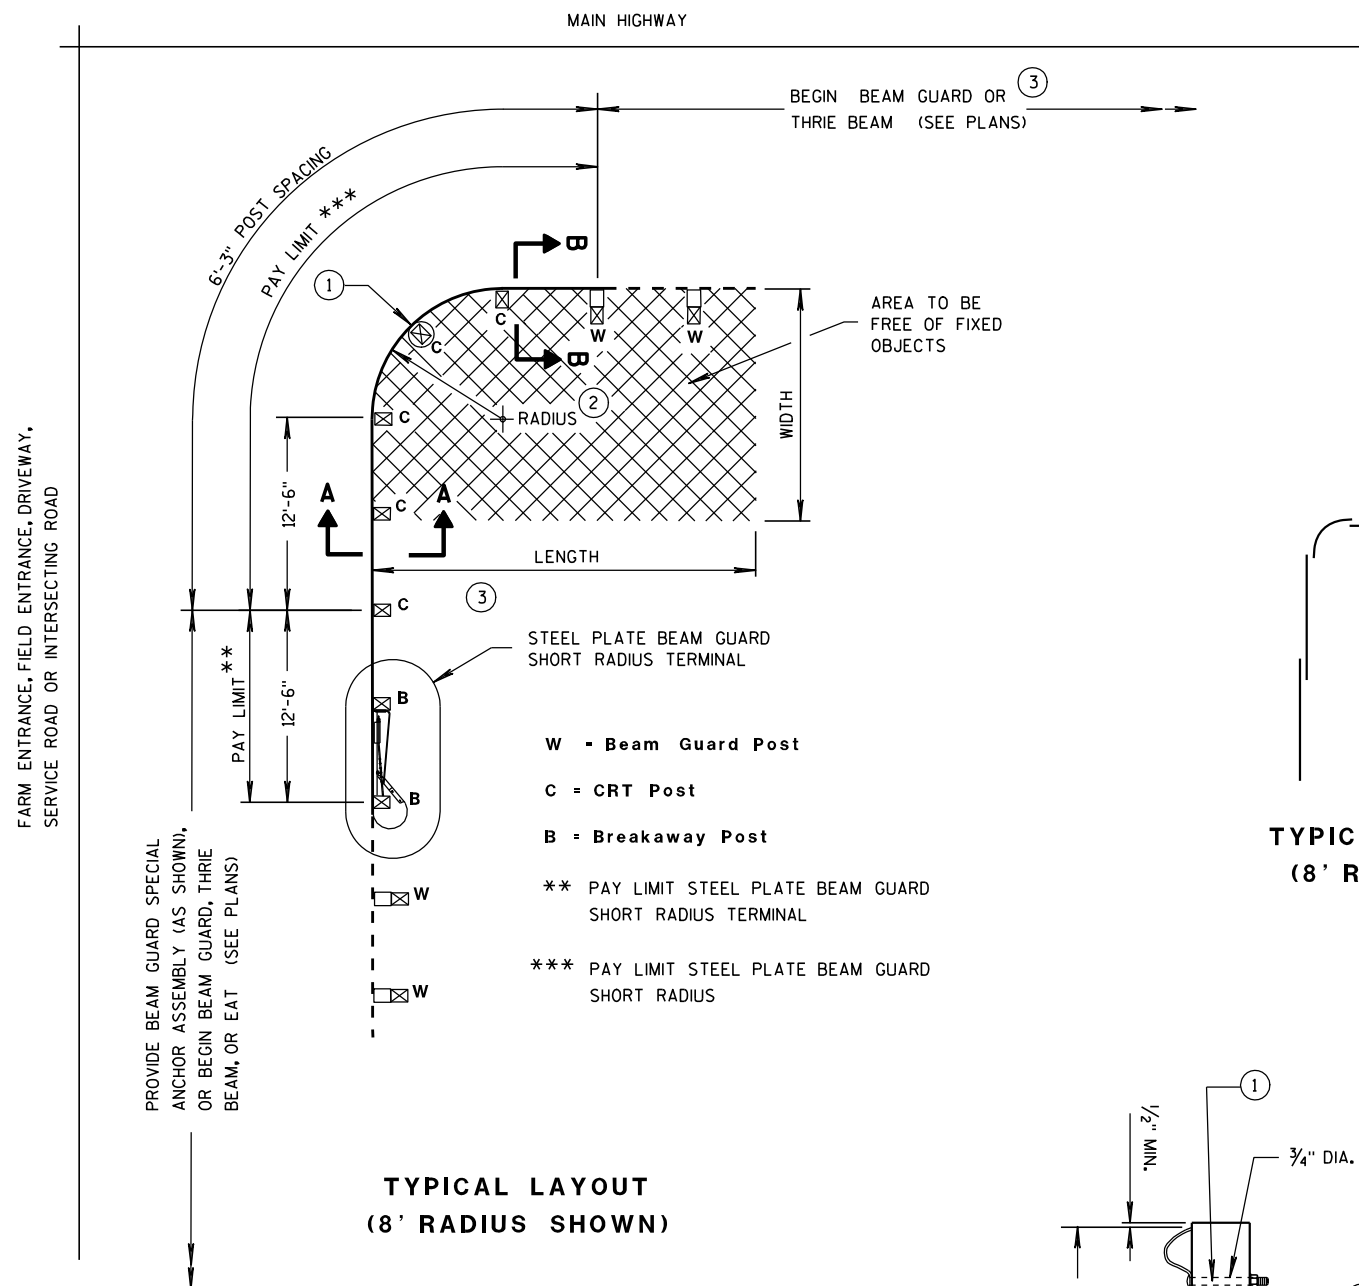 MAIN HIGHWAY
BEGIN BEAM GUARD OR
THRIE BEAM (SEE PLANS)
3
6'-3" POST SPACING
PAY LIMIT ***
1
B
C
B
W
W
C
AREA TO BE
FREE OF FIXED
OBJECTS
2
RADIUS
WIDTH
C
12'-6"
A
A
C
LENGTH
3
C
FARM ENTRANCE, FIELD ENTRANCE, DRIVEWAY,
SERVICE ROAD OR INTERSECTING ROAD
STEEL PLATE BEAM GUARD
SHORT RADIUS TERMINAL
PAY LIMIT **
12'-6"
B
B
W - Beam Guard Post
C = CRT Post
B = Breakaway Post
** PAY LIMIT STEEL PLATE BEAM GUARD
SHORT RADIUS TERMINAL
*** PAY LIMIT STEEL PLATE BEAM GUARD
SHORT RADIUS
W
W
PROVIDE BEAM GUARD SPECIAL
ANCHOR ASSEMBLY (AS SHOWN),
OR BEGIN BEAM GUARD, THRIE
BEAM, OR EAT (SEE PLANS)
TYPICAL LAYOUT
(8' RADIUS SHOWN)
TYPIC
(8' R
1
½" MIN.
¾" DIA.